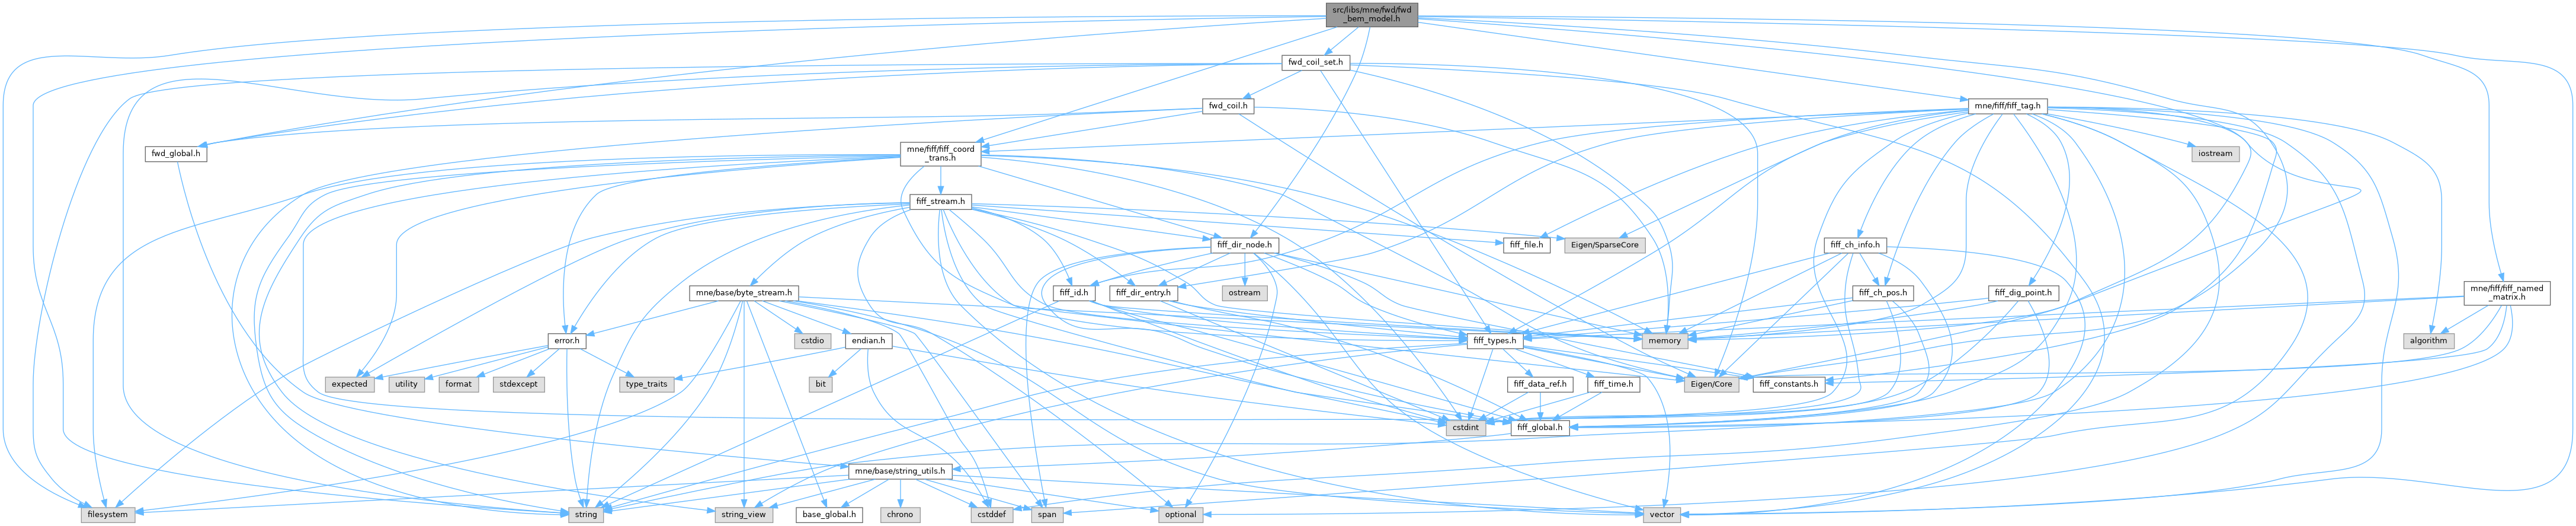 src/libs/mne/fwd/fwd
_bem_model.h
fwd_coil_set.h
fwd_coil.h
mne/fiff/fiff_tag.h
fwd_global.h
mne/fiff/fiff_coord
_trans.h
iostream
fiff_stream.h
fiff_dir_node.h
fiff_file.h
Eigen/SparseCore
fiff_ch_info.h
mne/base/byte_stream.h
fiff_id.h
fiff_dir_entry.h
ostream
fiff_ch_pos.h
fiff_dig_point.h
mne/fiff/fiff_named
_matrix.h
error.h
cstdio
endian.h
fiff_types.h
memory
algorithm
expected
utility
format
stdexcept
type_traits
bit
fiff_data_ref.h
fiff_time.h
Eigen/Core
fiff_constants.h
cstdint
fiff_global.h
mne/base/string_utils.h
filesystem
string
string_view
base_global.h
chrono
cstddef
span
optional
vector